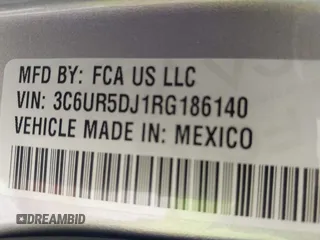 MFD BY: FCA US LLC
VIN: 3C6UR5DJ1RG186140
VEHICLE MADE IN: MEXICO
DREAMBID